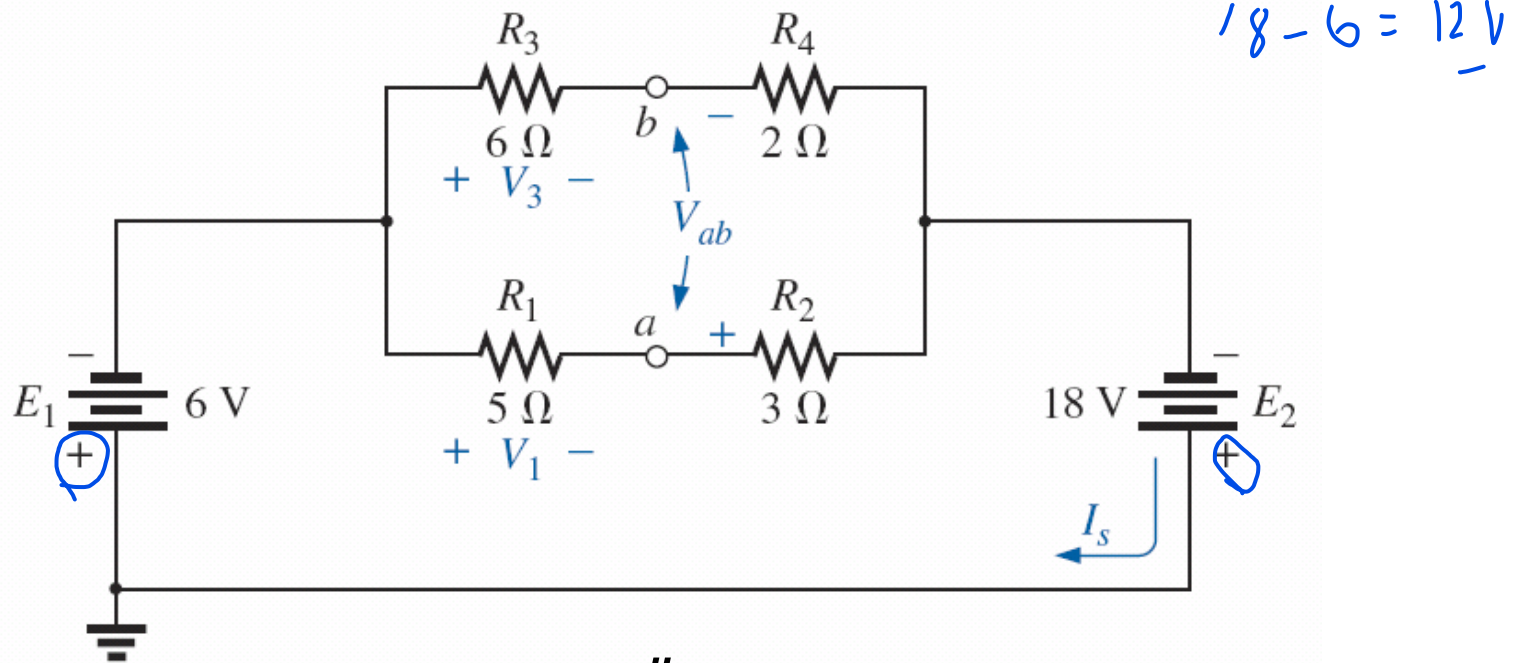 18 - 6 = 12 V
R3 R4
b −
6 Ω 2 Ω
+ V3 −
Vab
R1 R2
a +
− −
E1 6 V 5 Ω 3 Ω 18 V E2
+ + V1 − +
Is